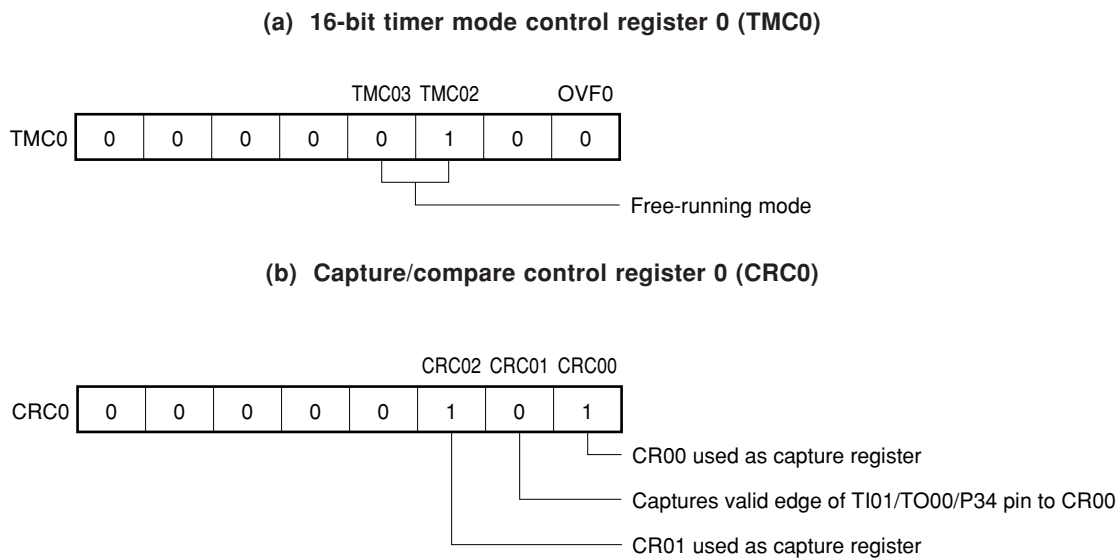 (a) 16-bit timer mode control register 0 (TMC0)
TMC03 TMC02 OVF0
TMC0 0 0 0 0 0 1 0 0
Free-running mode
(b) Capture/compare control register 0 (CRC0)
CRC02 CRC01 CRC00
CRC0 0 0 0 0 0 1 0 1
CR00 used as capture register
Captures valid edge of TI01/TO00/P34 pin to CR00
CR01 used as capture register